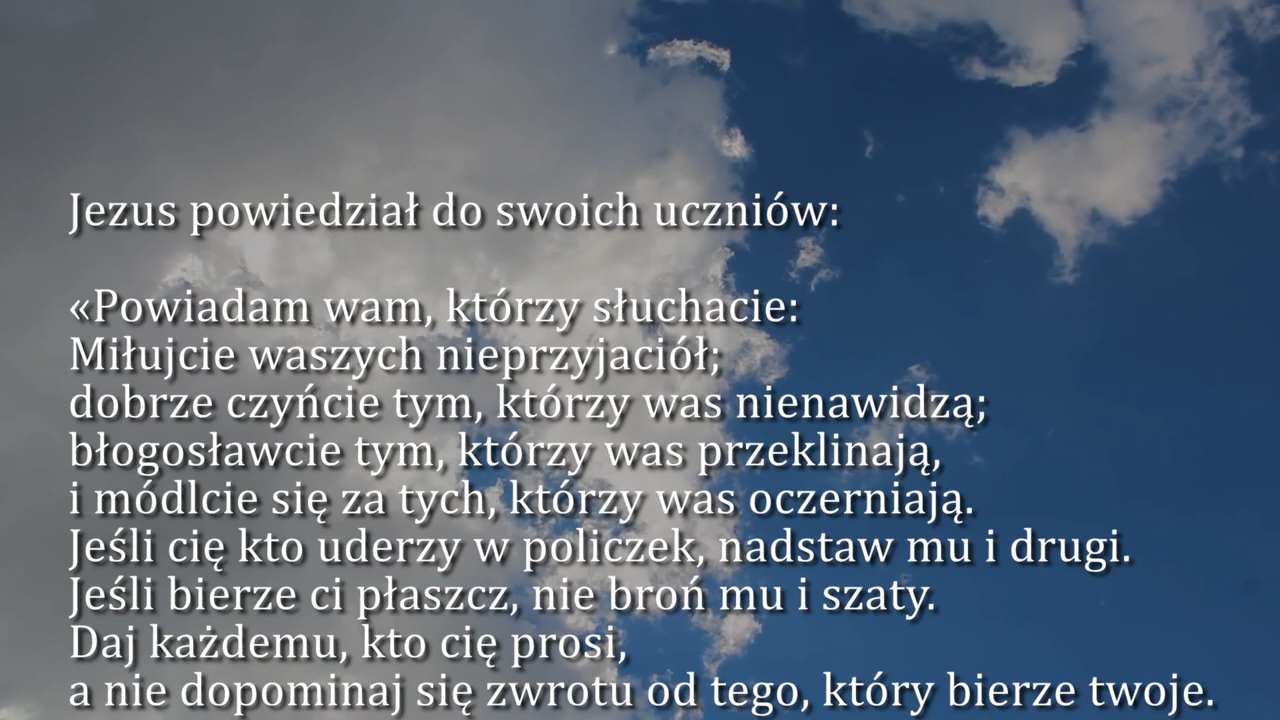 Jezus powiedział do swoich uczniów:
«Powiadam wam, którzy słuchacie:
Miłujcie waszych nieprzyjaciół;
dobrze czyńcie tym, którzy was nienawidzą;
błogosławcie tym, którzy was przeklinają,
i módlcie się za tych, którzy was oczerniają.
Jeśli cię kto uderzy w policzek, nadstaw mu i drugi.
Jeśli bierze ci płaszcz, nie broń mu i szaty.
Daj każdemu, kto cię prosi,
a nie dopominaj się zwrotu od tego, który bierze twoje.